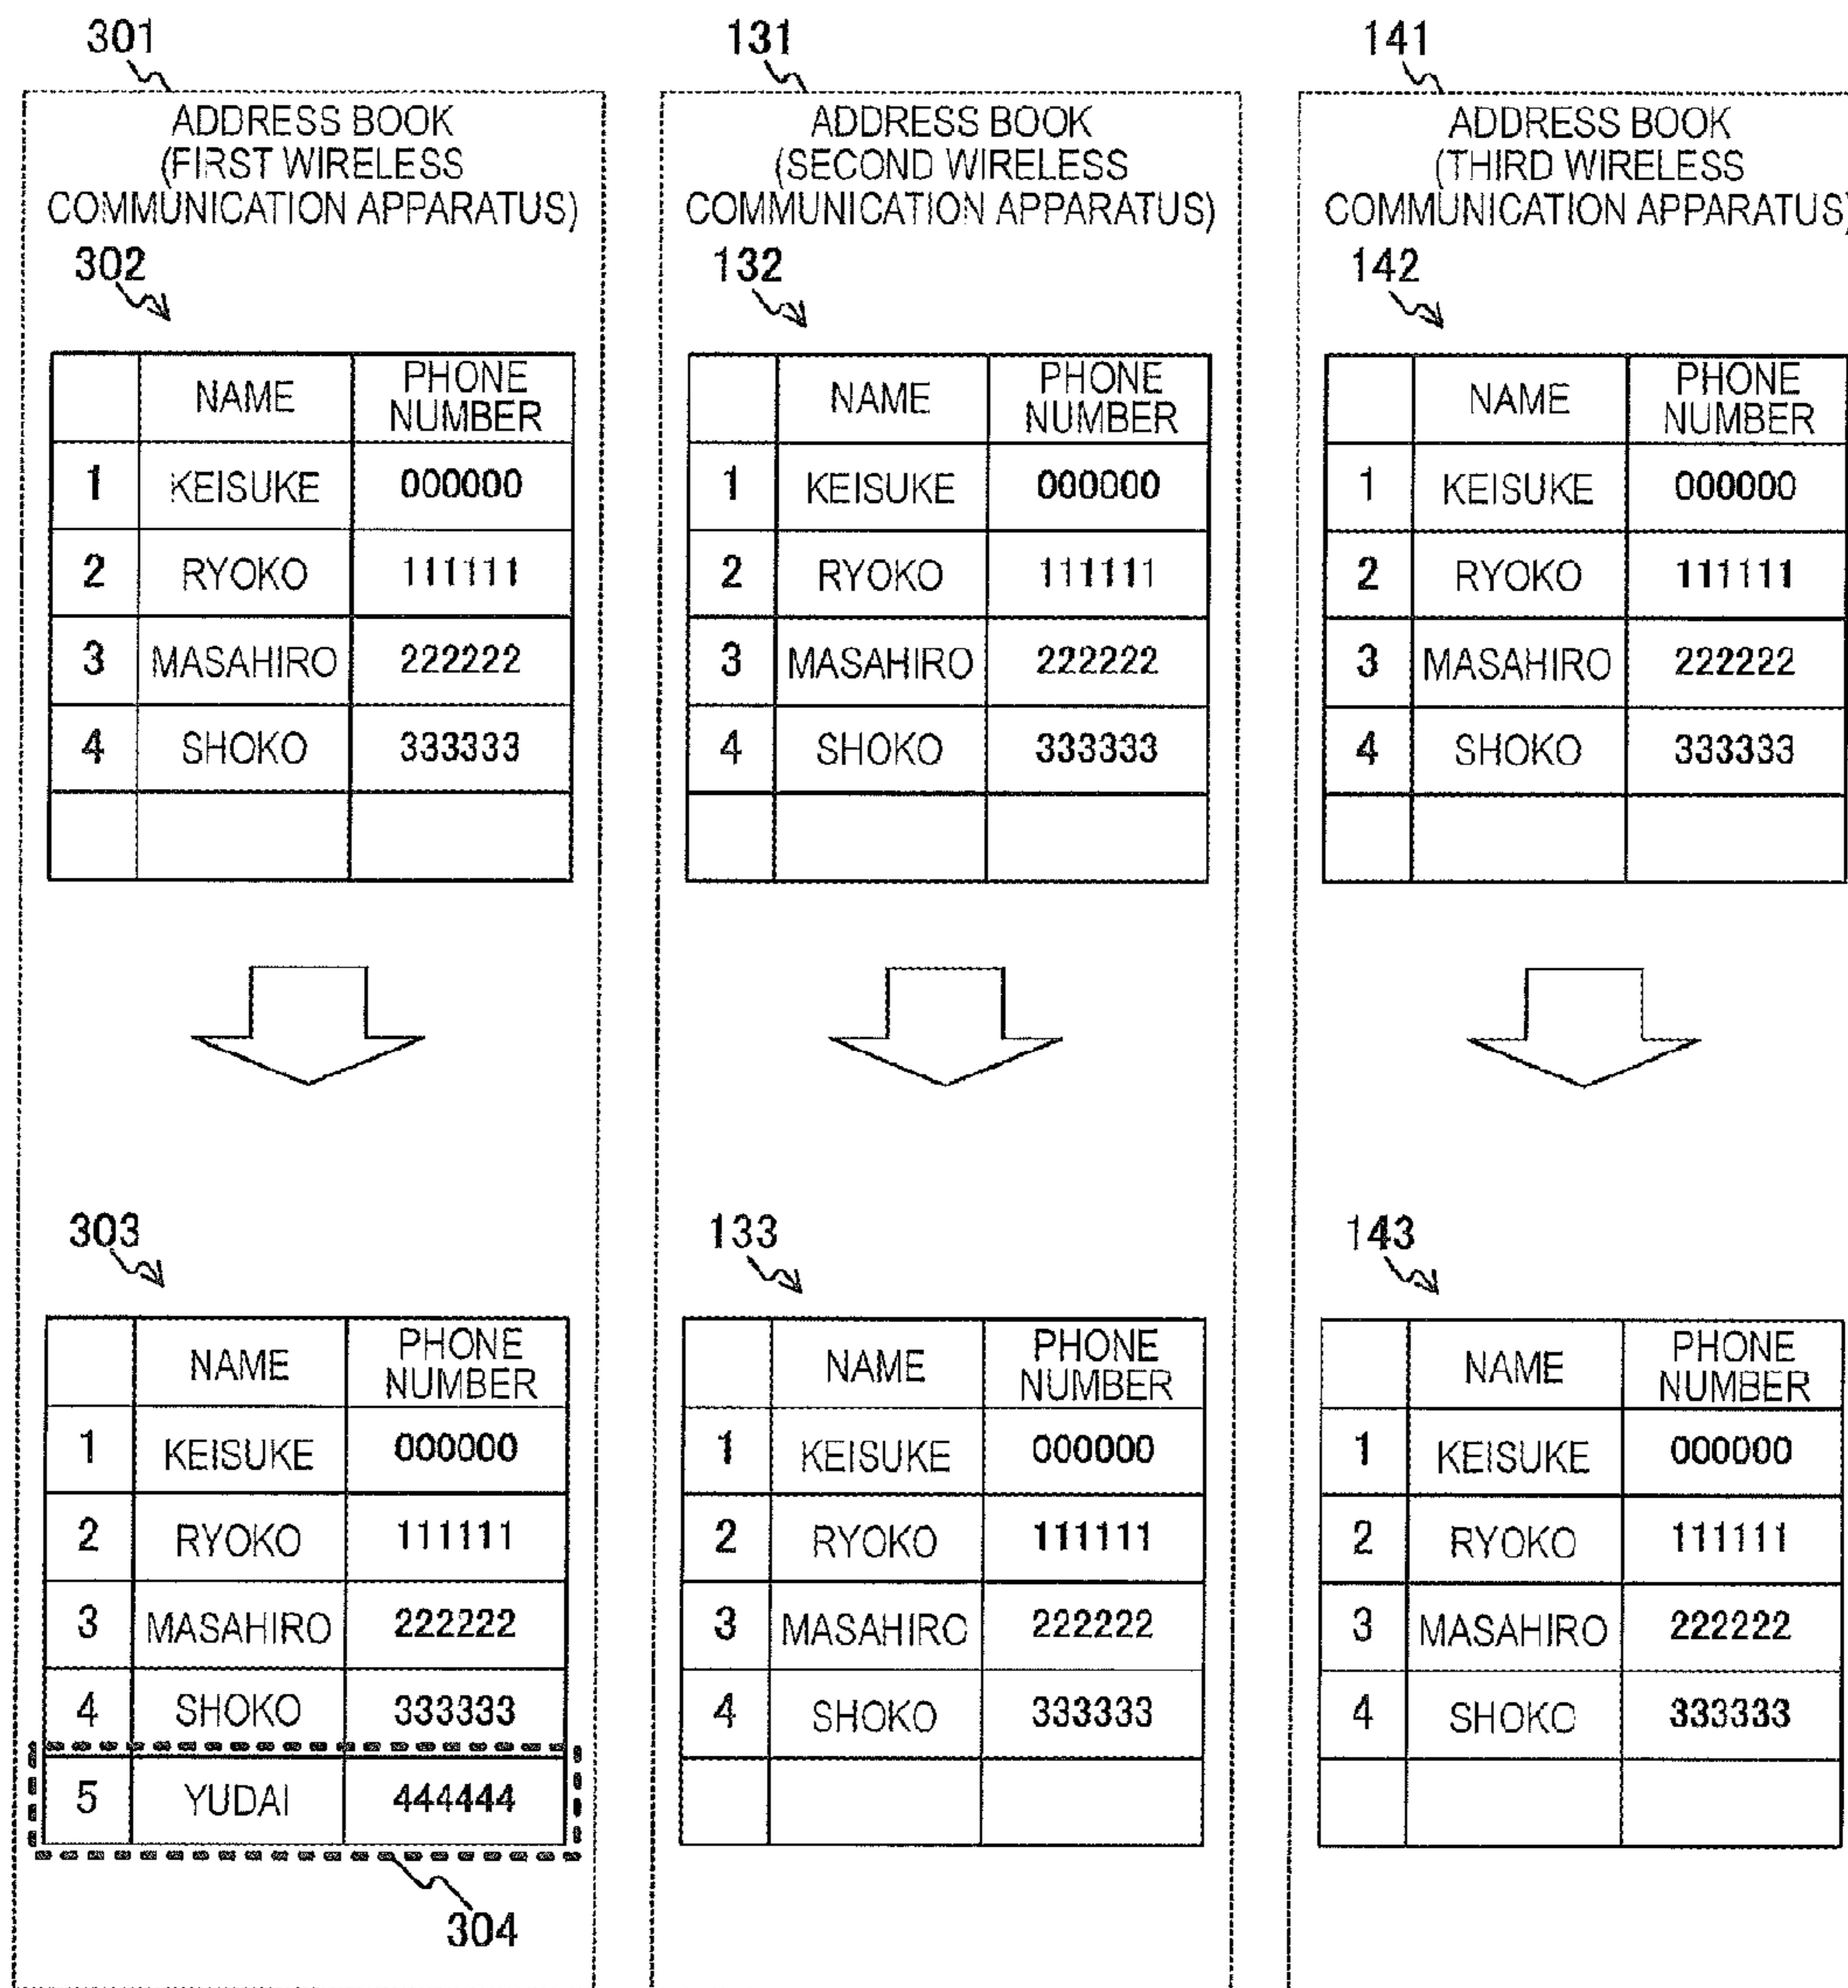 301
ADDRESS BOOK
(FIRST WIRELESS
COMMUNICATION APPARATUS)
302
NAME PHONE NUMBER
1 KEISUKE 000000
2 RYOKO 111111
3 MASAHIRO 222222
4 SHOKO 333333
303
NAME PHONE NUMBER
1 KEISUKE 000000
2 RYOKO 111111
3 MASAHIRO 222222
4 SHOKO 333333
5 YUDAI 444444
304
131
ADDRESS BOOK
(SECOND WIRELESS
COMMUNICATION APPARATUS)
132
NAME PHONE NUMBER
1 KEISUKE 000000
2 RYOKO 111111
3 MASAHIRO 222222
4 SHOKO 333333
133
NAME PHONE NUMBER
1 KEISUKE 000000
2 RYOKO 111111
3 MASAHIRO 222222
4 SHOKO 333333
141
ADDRESS BOOK
(THIRD WIRELESS
COMMUNICATION APPARATUS)
142
NAME PHONE NUMBER
1 KEISUKE 000000
2 RYOKO 111111
3 MASAHIRO 222222
4 SHOKO 333333
143
NAME PHONE NUMBER
1 KEISUKE 000000
2 RYOKO 111111
3 MASAHIRO 222222
4 SHOKO 333333